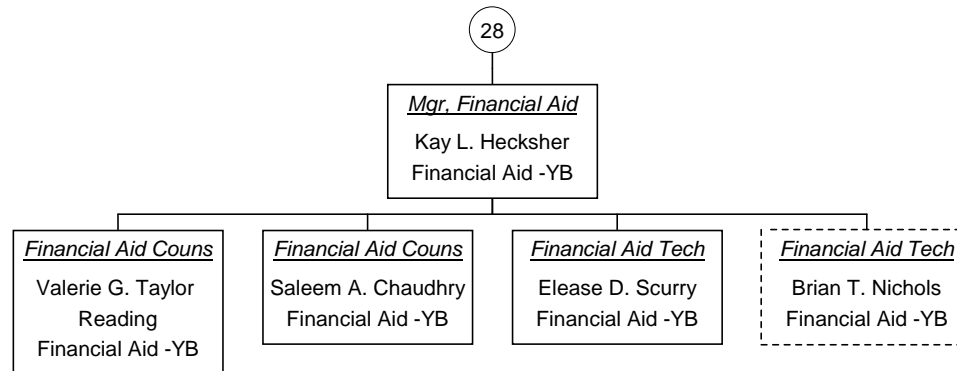 28
Mgr, Financial Aid
Kay L. Hecksher
Financial Aid -YB
Financial Aid Couns
Valerie G. Taylor
Reading
Financial Aid -YB
Financial Aid Couns
Saleem A. Chaudhry
Financial Aid -YB
Financial Aid Tech
Elease D. Scurry
Financial Aid -YB
Financial Aid Tech
Brian T. Nichols
Financial Aid -YB